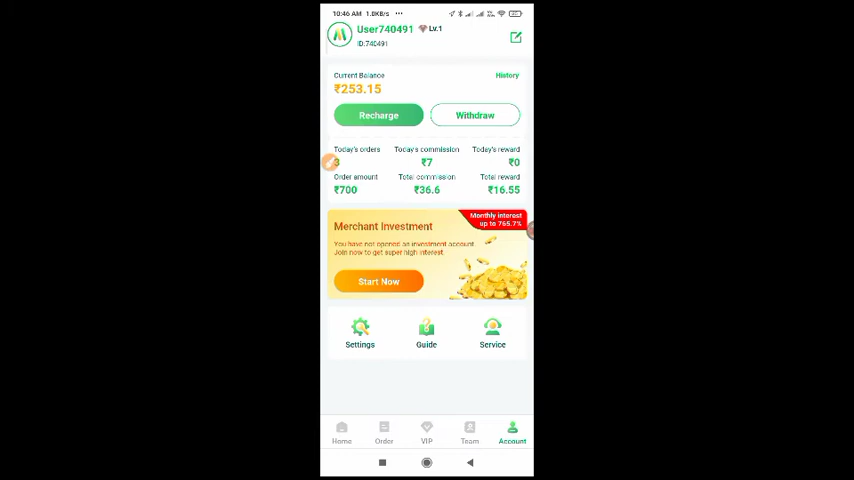 10:46 AM 1.0KB/s •••
User740491 Lv.1
ID:740491
Current Balance
History
₹253.15
Recharge
Withdraw
Today's orders
Today's commission
Today's reward
3
₹7
₹0
Order amount
Total commission
Total reward
₹700
₹36.6
₹16.55
Monthly interest
up to 765.7%
Merchant Investment
You have not opened an investment account
Join now to get super high interest.
Start Now
Settings
Guide
Service
Home
Order
VIP
Team
Account